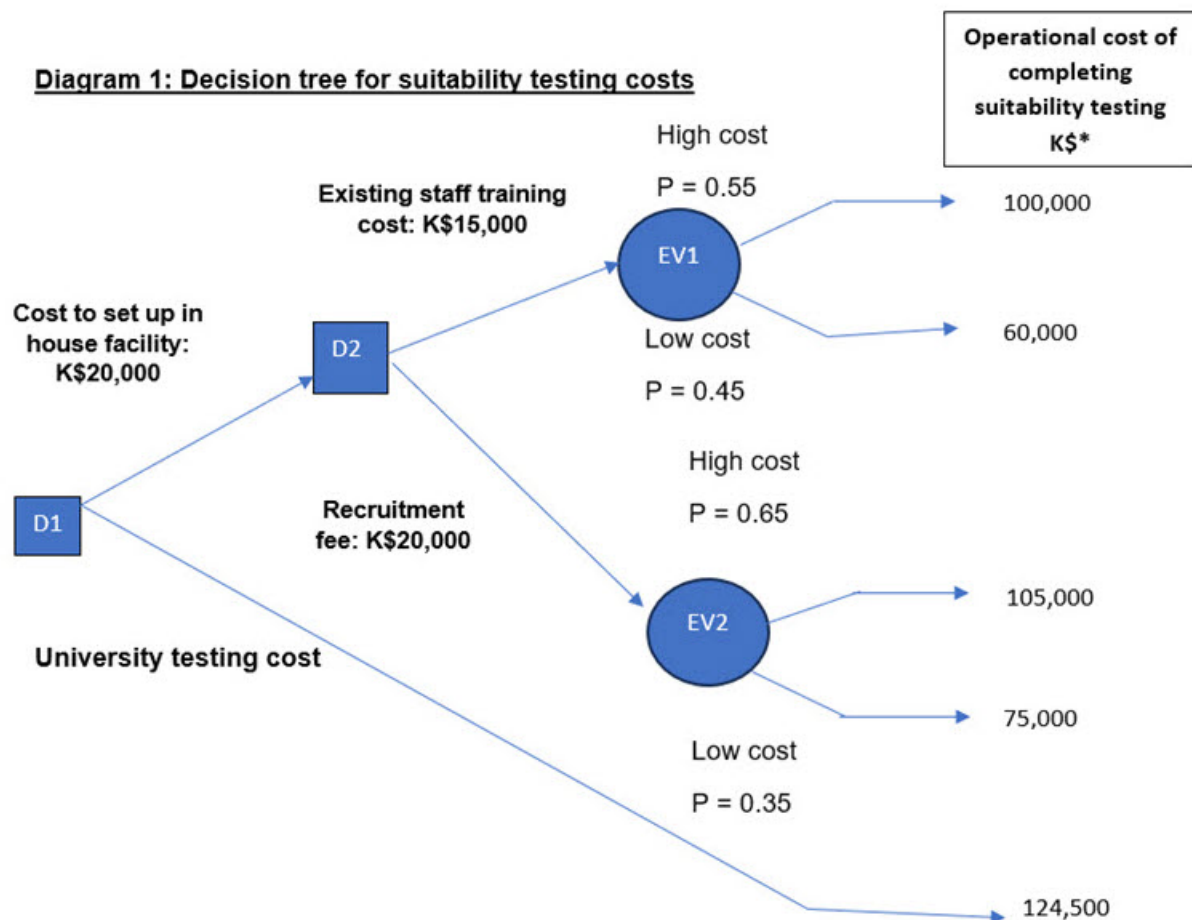 Operational cost of
completing
suitability testing
K$*
Diagram 1: Decision tree for suitability testing costs
High cost
P = 0.55
Existing staff training
cost: K$15,000
100,000
EV1
Cost to set up in
house facility:
K$20,000
60,000
Low cost
P = 0.45
D2
High cost
P = 0.65
Recruitment
fee: K$20,000
D1
105,000
EV2
University testing cost
75,000
Low cost
P = 0.35
124,500